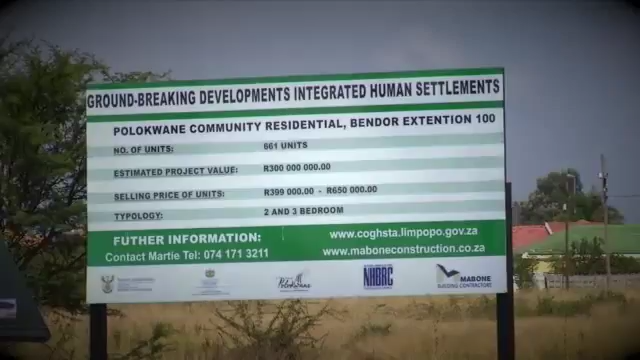 GROUND-BREAKING DEVELOPMENTS INTEGRATED HUMAN SETTLEMENTS
POLOKWANE COMMUNITY RESIDENTIAL, BENDOR EXTENTION 100
NO. OF UNITS: 661 UNITS
ESTIMATED PROJECT VALUE: R300 000 000.00
SELLING PRICE OF UNITS: R399 000.00 - R650 000.00
TYPOLOGY: 2 AND 3 BEDROOM
FUTHER INFORMATION: www.coghsta.limpopo.gov.za
Contact Martie Tel: 074 171 3211 www.maboneconstruction.co.za
Polokwane NHBRC MABONE
BUILDING CONTRACTORS